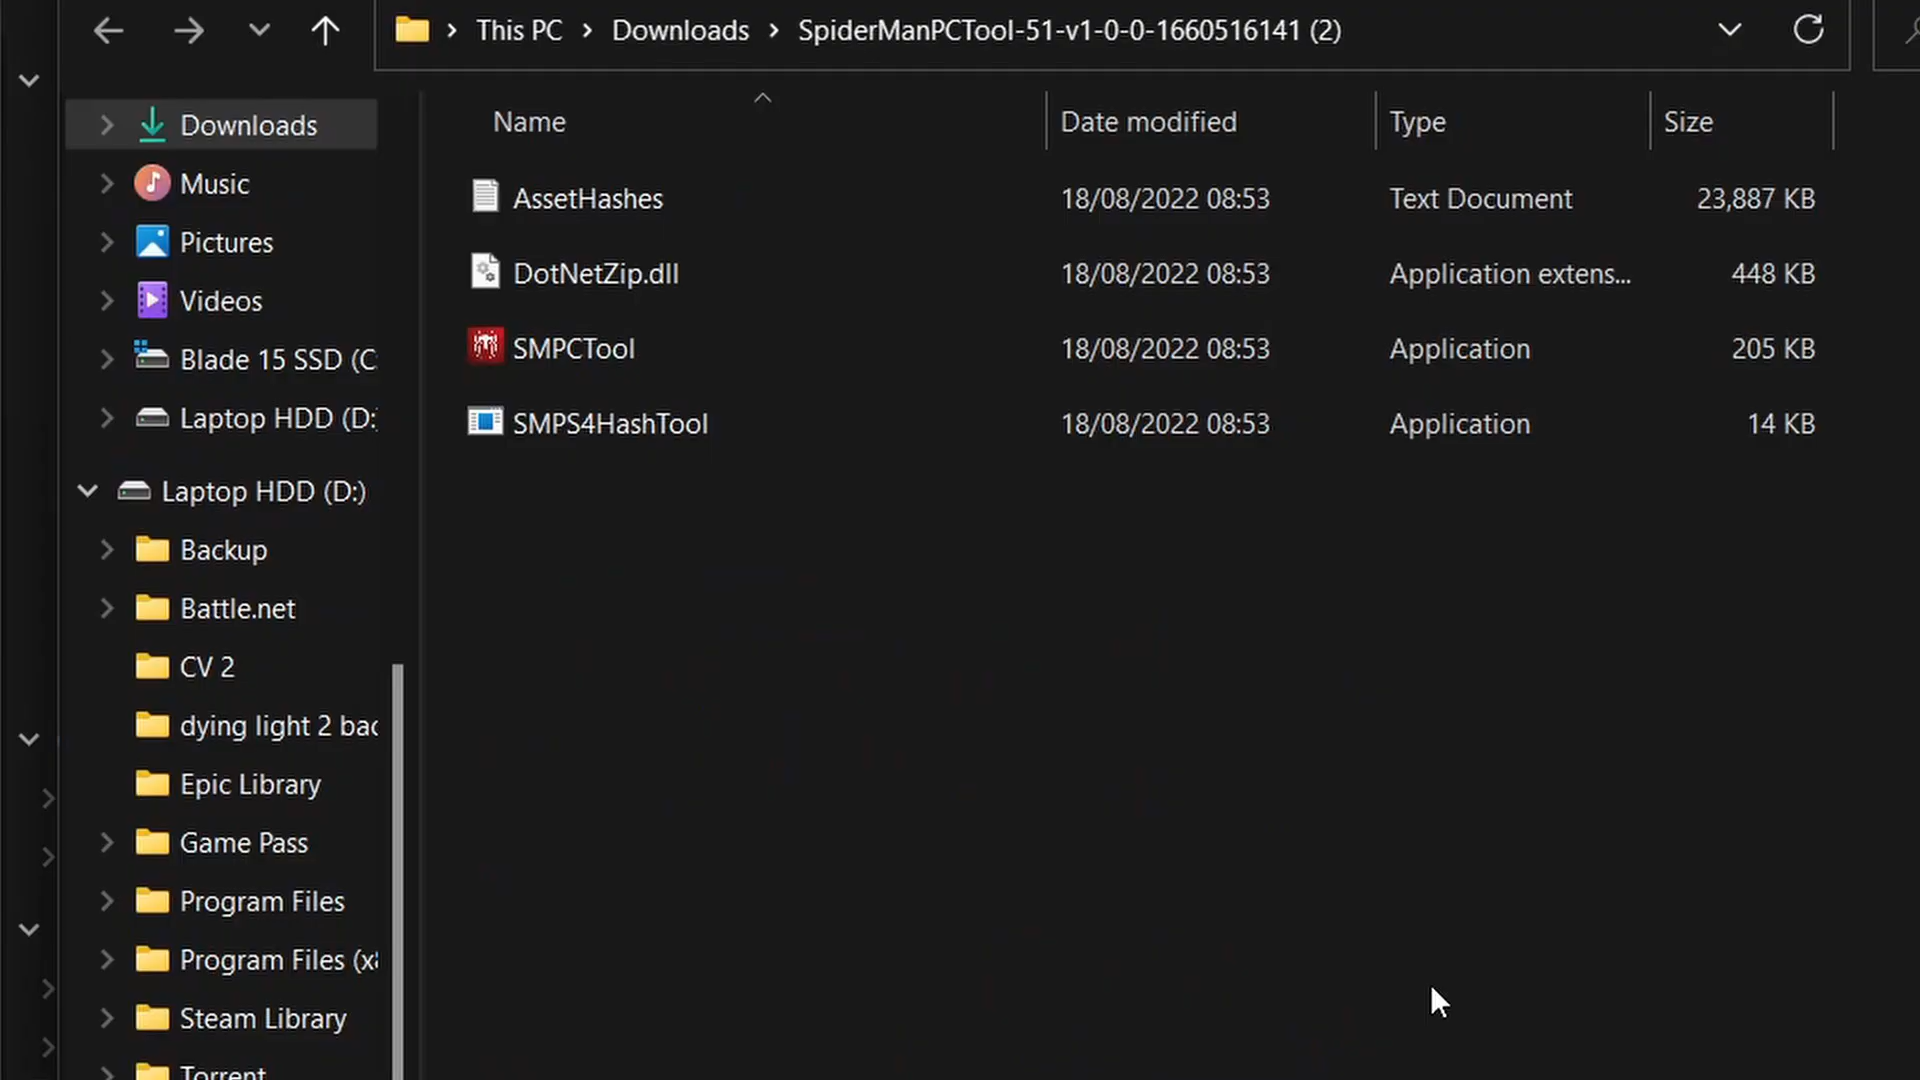 This PC > Downloads > SpiderManPCTool-51-v1-0-0-1660516141 (2)
Downloads
Music
Pictures
Videos
Blade 15 SSD (C:
Laptop HDD (D:)
Laptop HDD (D:)
Backup
Battle.net
CV 2
dying light 2 bac
Epic Library
Game Pass
Program Files
Program Files (x8
Steam Library
Torrent
Name Date modified Type Size
AssetHashes 18/08/2022 08:53 Text Document 23,887 KB
DotNetZip.dll 18/08/2022 08:53 Application extens... 448 KB
SMPCTool 18/08/2022 08:53 Application 205 KB
SMPS4HashTool 18/08/2022 08:53 Application 14 KB